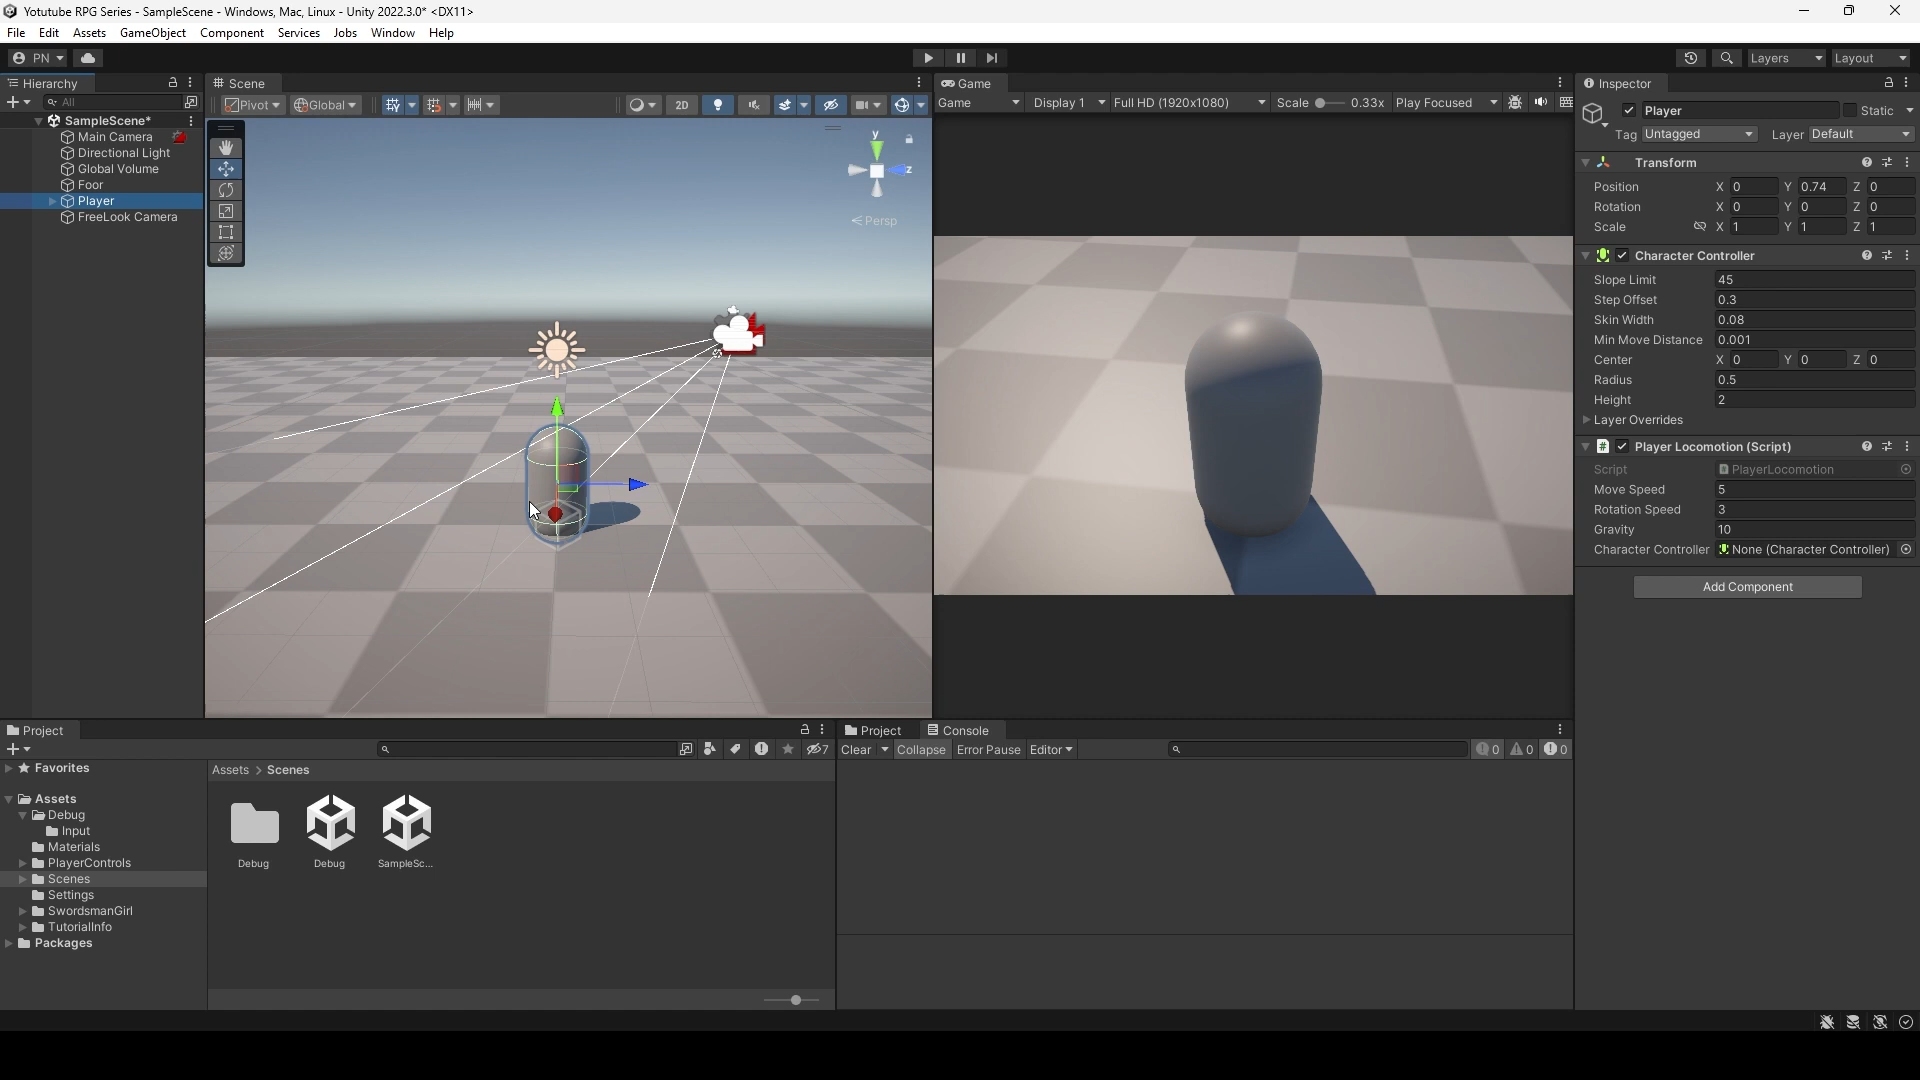 Yotutube RPG Series - SampleScene - Windows, Mac, Linux - Unity 2022.3.0* <DX11>
File Edit Assets GameObject Component Services Jobs Window Help
PN Layers Layout
Hierarchy
All
SampleScene*
Main Camera
Directional Light
Global Volume
Foor
Player
FreeLook Camera
Scene
Pivot Global 2D
y
z
Persp
Game
Game Display 1 Full HD (1920x1080) Scale 0.33x Play Focused
Inspector
Player Static
Tag Untagged Layer Default
Transform
Position X 0 Y 0.74 Z 0
Rotation X 0 Y 0 Z 0
Scale X 1 Y 1 Z 1
Character Controller
Slope Limit 45
Step Offset 0.3
Skin Width 0.08
Min Move Distance 0.001
Center X 0 Y 0 Z 0
Radius 0.5
Height 2
Layer Overrides
# Player Locomotion (Script)
Script PlayerLocomotion
Move Speed 5
Rotation Speed 3
Gravity 10
Character Controller None (Character Controller)
Add Component
Project
7
Favorites
Assets
Debug
Input
Materials
PlayerControls
Scenes
Settings
SwordsmanGirl
TutorialInfo
Packages
Assets > Scenes
Debug Debug SampleSc...
Project Console
Clear Collapse Error Pause Editor 0 0 0